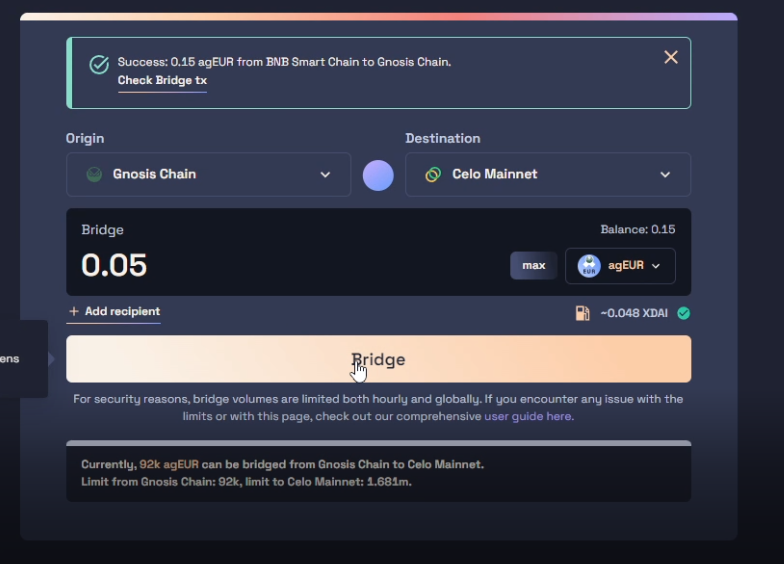 Success: 0.15 agEUR from BNB Smart Chain to Gnosis Chain.
Check Bridge tx
Origin
Destination
Gnosis Chain
Celo Mainnet
Bridge
Balance: 0.15
0.05
max
EUR
agEUR
+ Add recipient
~0.048 XDAI
ens
Bridge
For security reasons, bridge volumes are limited both hourly and globally. If you encounter any issue with the
limits or with this page, check out our comprehensive user guide here.
Currently, 92k agEUR can be bridged from Gnosis Chain to Celo Mainnet.
Limit from Gnosis Chain: 92k, limit to Celo Mainnet: 1.681m.